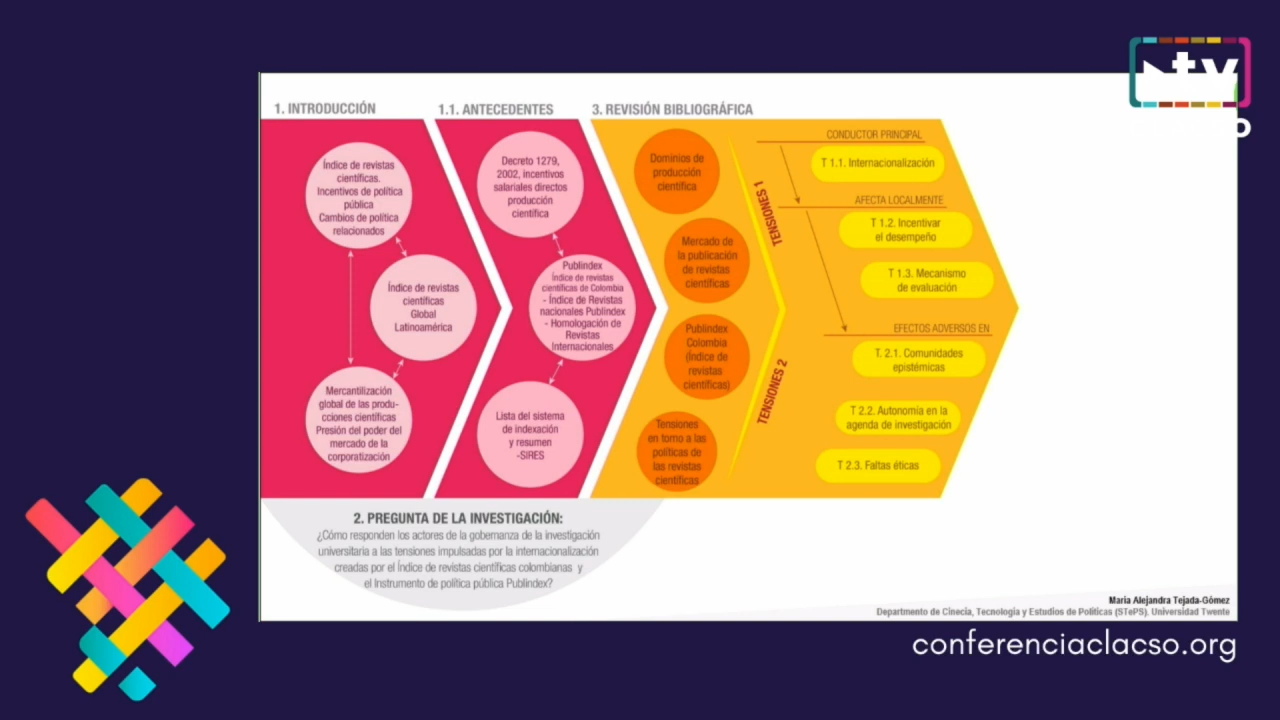 1. INTRODUCCIÓN
Índice de revistas
científicas.
Incentivos de política
pública
Cambios de política
relacionados
Índice de revistas
científicas
Global
Latinoamérica
Mercantilización
global de las produ-
cciones científicas
Presión del poder del
mercado de la
corporatización
1.1. ANTECEDENTES
Decreto 1279,
2002, incentivos
salariales directos
producción
científica
Publindex
Índice de revistas
científicas de Colombia
- Índice de Revistas
nacionales Publindex
- Homologación de
Revistas
Internacionales
Lista del sistema
de indexación
y resumen
-SIRES
3. REVISIÓN BIBLIOGRÁFICA
Dominios de
producción
científica
Mercado de
la publicación
de revistas
científicas
Publindex
Colombia
(Índice de
revistas
científicas)
Tensiones
en torno a las
políticas de
las revistas
científicas
TENSIONES 1
TENSIONES 2
CONDUCTOR PRINCIPAL
T 1.1. Internacionalización
AFECTA LOCALMENTE
T 1.2. Incentivar
el desempeño
T 1.3. Mecanismo
de evaluación
EFECTOS ADVERSOS EN
T. 2.1. Comunidades
epistémicas
T 2.2. Autonomía en la
agenda de investigación
T 2.3. Faltas éticas
2. PREGUNTA DE LA INVESTIGACIÓN:
¿Cómo responden los actores de la gobernanza de la investigación
universitaria a las tensiones impulsadas por la internacionalización
creadas por el Índice de revistas científicas colombianas y
el Instrumento de política pública Publindex?
Maria Alejandra Tejada-Gómez
Departmento de Cinecia, Tecnología y Estudios de Políticas (STePS), Universidad Twente
conferenciaclacso.org
tv